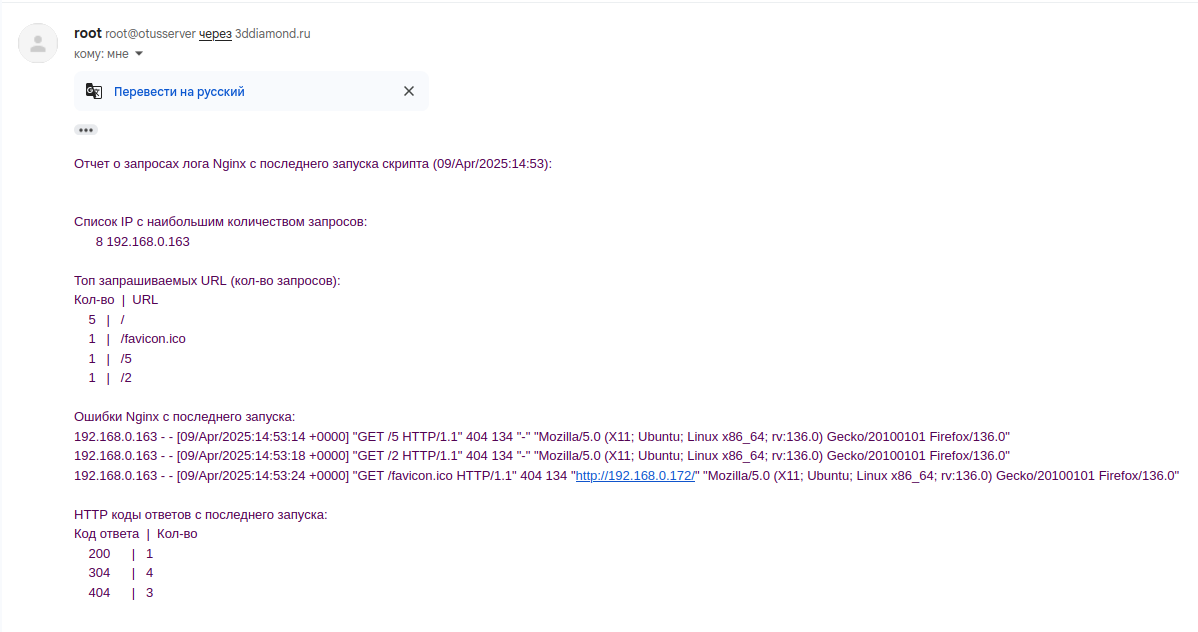 root root@otusserver через 3ddiamond.ru
кому: мне
Перевести на русский
Отчет о запросах лога Nginx с последнего запуска скрипта (09/Apr/2025:14:53):
Список IP с наибольшим количеством запросов:
8 192.168.0.163
Топ запрашиваемых URL (кол-во запросов):
Кол-во | URL
5 | /
1 | /favicon.ico
1 | /5
1 | /2
Ошибки Nginx с последнего запуска:
192.168.0.163 - - [09/Apr/2025:14:53:14 +0000] "GET /5 HTTP/1.1" 404 134 "-" "Mozilla/5.0 (X11; Ubuntu; Linux x86_64; rv:136.0) Gecko/20100101 Firefox/136.0"
192.168.0.163 - - [09/Apr/2025:14:53:18 +0000] "GET /2 HTTP/1.1" 404 134 "-" "Mozilla/5.0 (X11; Ubuntu; Linux x86_64; rv:136.0) Gecko/20100101 Firefox/136.0"
192.168.0.163 - - [09/Apr/2025:14:53:24 +0000] "GET /favicon.ico HTTP/1.1" 404 134 "http://192.168.0.172/" "Mozilla/5.0 (X11; Ubuntu; Linux x86_64; rv:136.0) Gecko/20100101 Firefox/136.0"
HTTP коды ответов с последнего запуска:
Код ответа | Кол-во
200 | 1
304 | 4
404 | 3